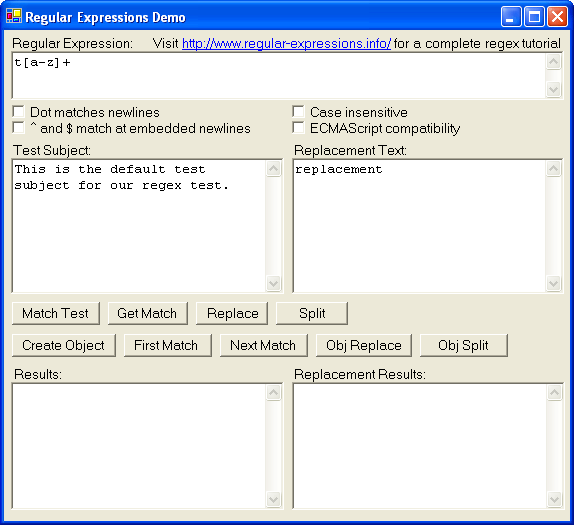 Regular Expressions Demo
Regular Expression: Visit http://www.regular-expressions.info/ for a complete regex tutorial
t[a-z]+
Dot matches newlines Case insensitive
^ and $ match at embedded newlines ECMAScript compatibility
Test Subject: Replacement Text:
This is the default test replacement
subject for our regex test.
Match Test Get Match Replace Split
Create Object First Match Next Match Obj Replace Obj Split
Results: Replacement Results: